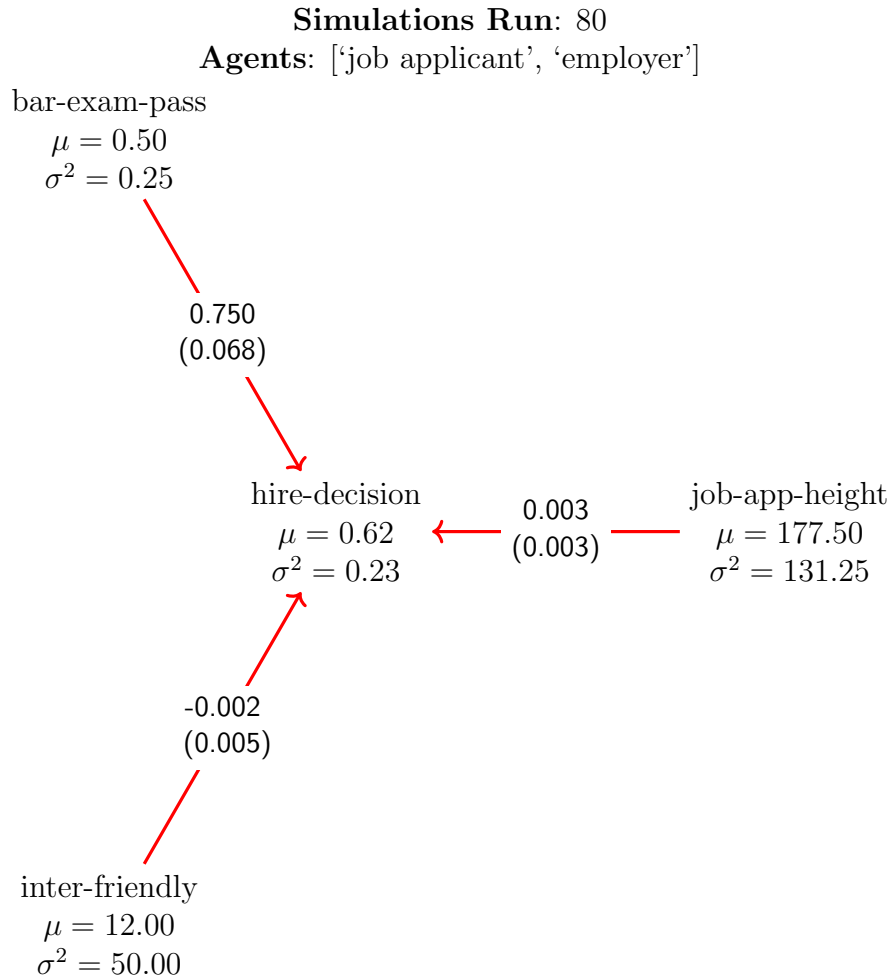 Simulations Run: 80
Agents: [‘job applicant’, ‘employer’]
bar-exam-pass
μ = 0.50
σ² = 0.25
0.750
(0.068)
hire-decision
μ = 0.62
σ² = 0.23
0.003
(0.003)
job-app-height
μ = 177.50
σ² = 131.25
-0.002
(0.005)
inter-friendly
μ = 12.00
σ² = 50.00